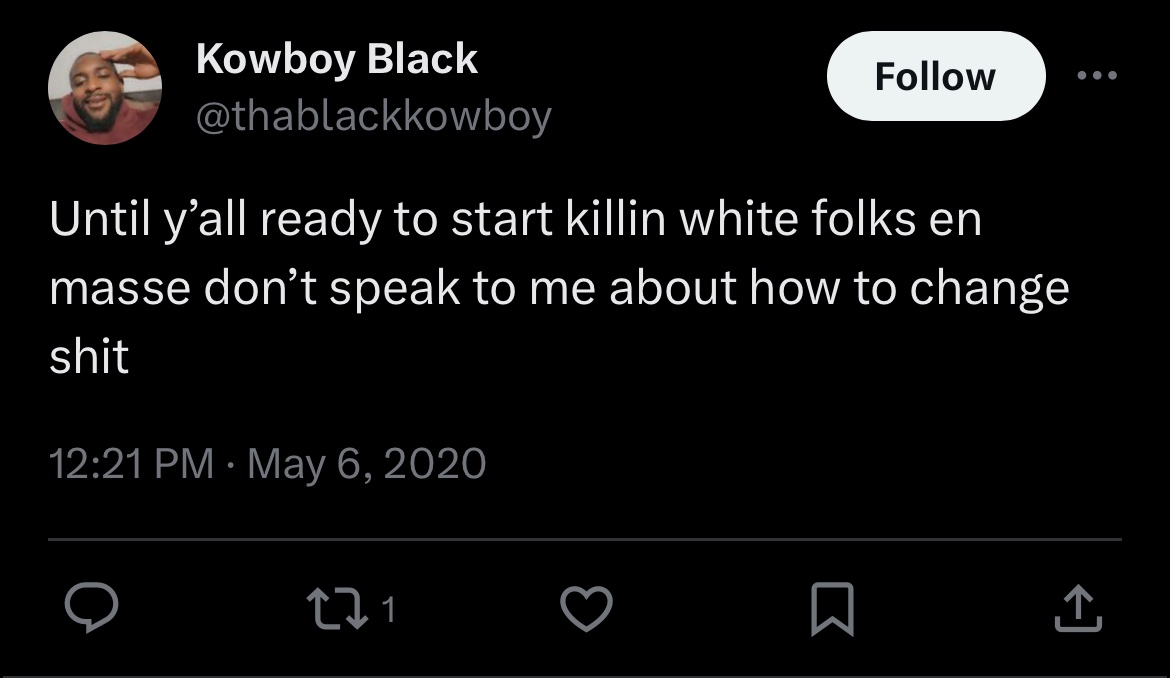 Kowboy Black
@thablackkowboy
Follow
Until y’all ready to start killin white folks en
masse don’t speak to me about how to change
shit
12:21 PM · May 6, 2020
1